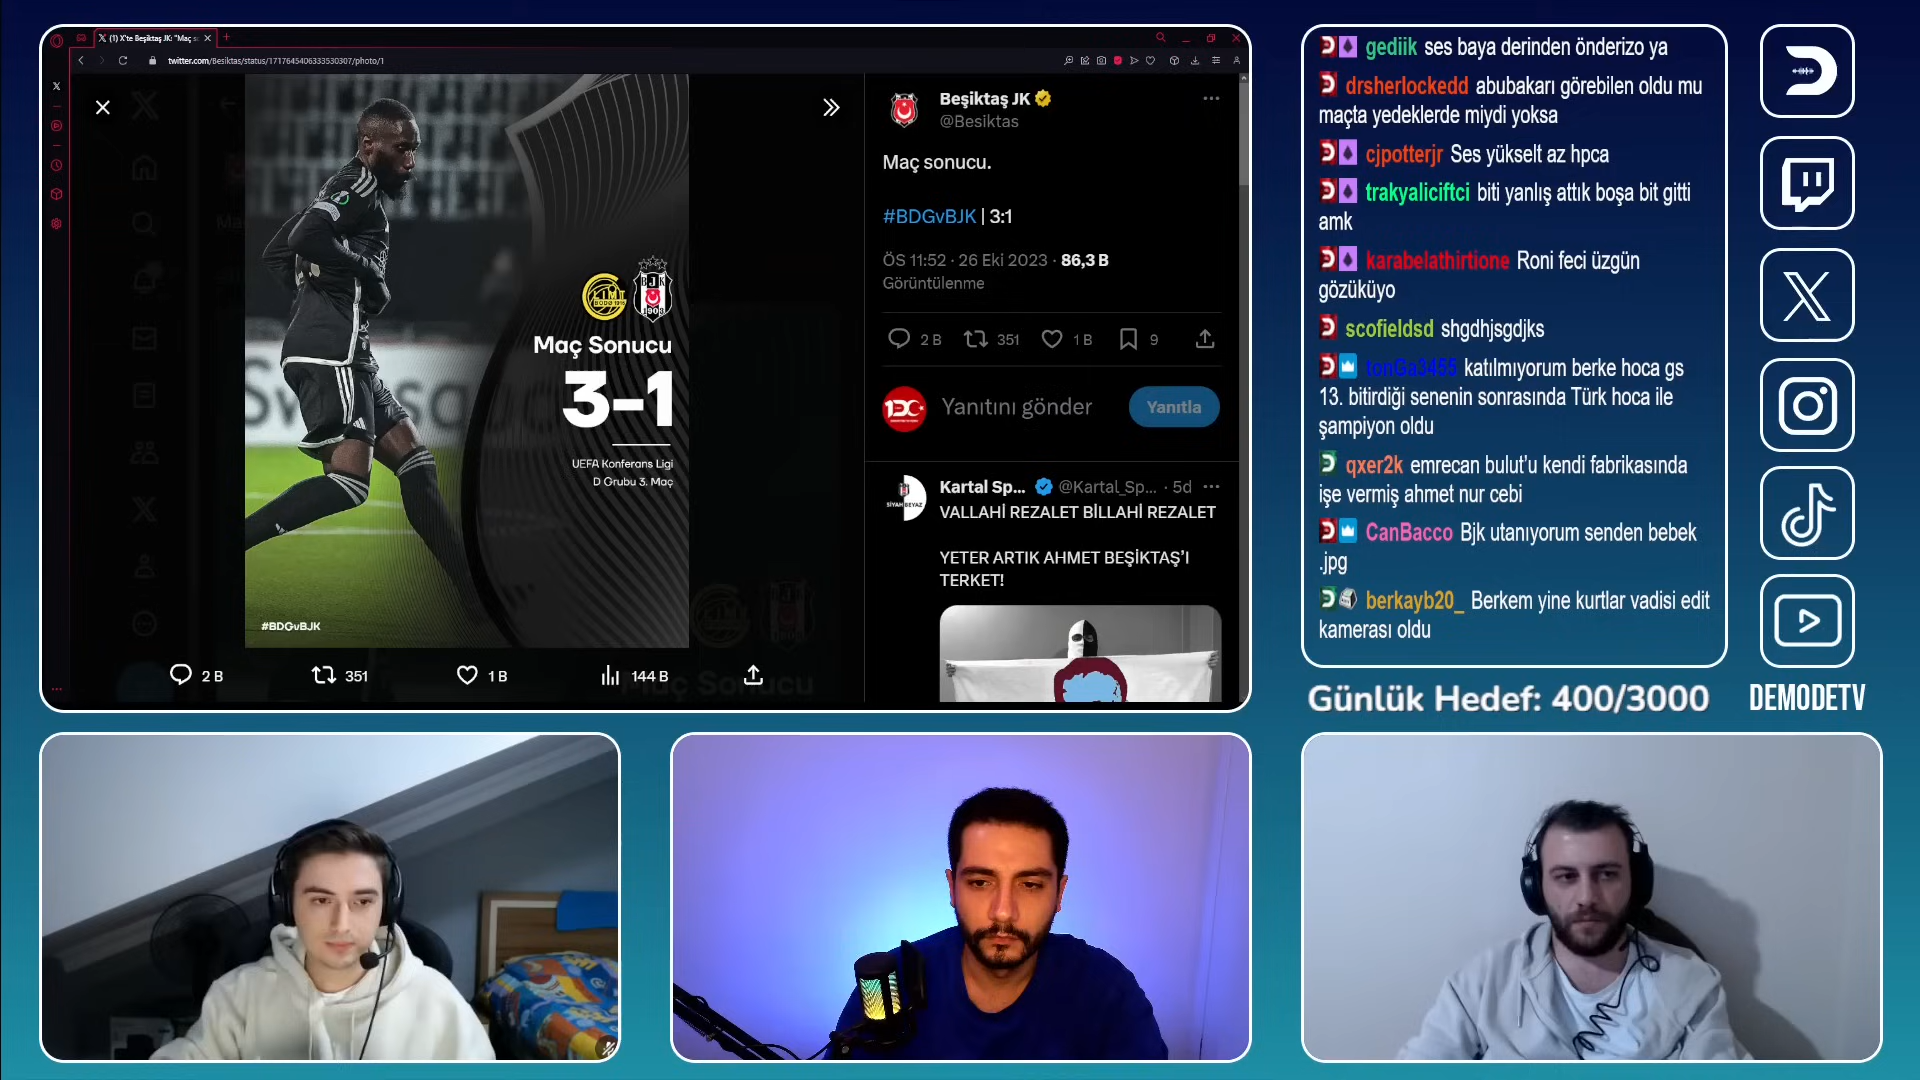 (1) X'te Beşiktaş JK: "Maç s
twitter.com/Besiktas/status/1717645406333530307/photo/1
Maç Sonucu
3-1
UEFA Konferans Ligi
D Grubu 3. Maç
#BDGvBJK
2 B
351
1 B
144 B
Beşiktaş JK
@Besiktas
Maç sonucu.
#BDGvBJK | 3:1
ÖS 11:52 · 26 Eki 2023 · 86,3 B
Görüntülenme
2 B
351
1 B
9
Yanıtını gönder
Yanıtla
Kartal Sp... @Kartal_Sp... · 5d
VALLAHİ REZALET BİLLAHİ REZALET
YETER ARTIK AHMET BEŞİKTAŞ'I
TERKET!
gediik ses baya derinden önderizo ya
drsherlockedd abubakarı görebilen oldu mu
maçta yedeklerde miydi yoksa
cjpotterjr Ses yükselt az hpca
trakyaliciftci biti yanlış attık boşa bit gitti
amk
karabelathirtione Roni feci üzgün
gözüküyo
scofieldsd shgdhjsgdjks
tonGa3455 katılmıyorum berke hoca gs
13. bitirdiği senenin sonrasında Türk hoca ile
şampiyon oldu
qxer2k emrecan bulut'u kendi fabrikasında
işe vermiş ahmet nur cebi
CanBacco Bjk utanıyorum senden bebek
.jpg
berkayb20_ Berkem yine kurtlar vadisi edit
kamerası oldu
Günlük Hedef: 400/3000
DEMODETV